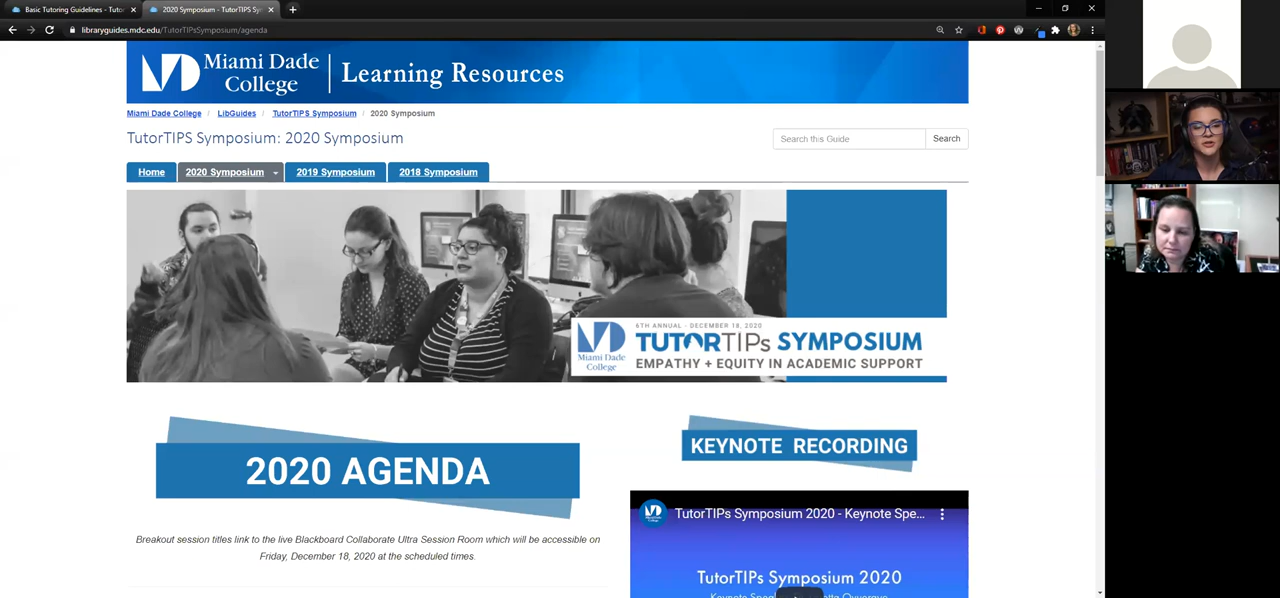 Basic Tutoring Guidelines - Tuto
2020 Symposium - TutorTIPS Sy
libraryguides.mdc.edu/TutorTIPsSymposium/agenda
Miami Dade College | Learning Resources
Miami Dade College / LibGuides / TutorTIPS Symposium / 2020 Symposium
TutorTIPS Symposium: 2020 Symposium
Search this Guide
Search
Home
2020 Symposium
2019 Symposium
2018 Symposium
6TH ANNUAL - DECEMBER 18, 2020
Miami Dade College
TUTORTIPs SYMPOSIUM
EMPATHY + EQUITY IN ACADEMIC SUPPORT
2020 AGENDA
KEYNOTE RECORDING
Breakout session titles link to the live Blackboard Collaborate Ultra Session Room which will be accessible on
Friday, December 18, 2020 at the scheduled times.
TutorTIPs Symposium 2020 - Keynote Spe...
TutorTIPs Symposium 2020